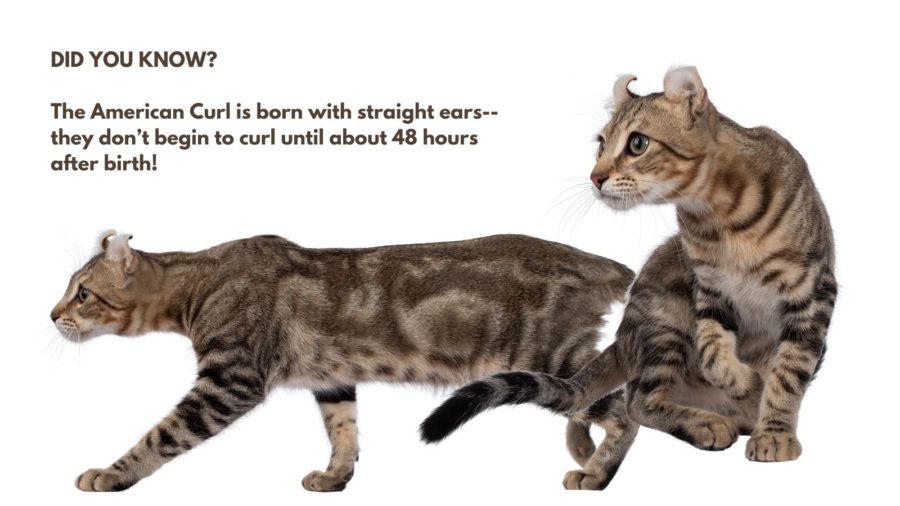 DID YOU KNOW?
The American Curl is born with straight ears--
they don’t begin to curl until about 48 hours
after birth!